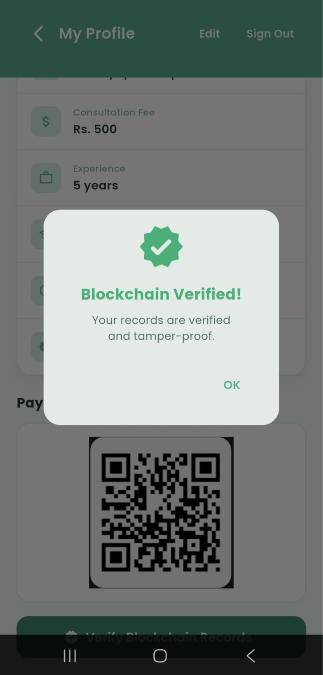 My Profile
Edit
Sign Out
Consultation Fee
Rs. 500
Experience
5 years
Blockchain Verified!
Your records are verified
and tamper-proof.
OK
Pay
Verify Blockchain Records